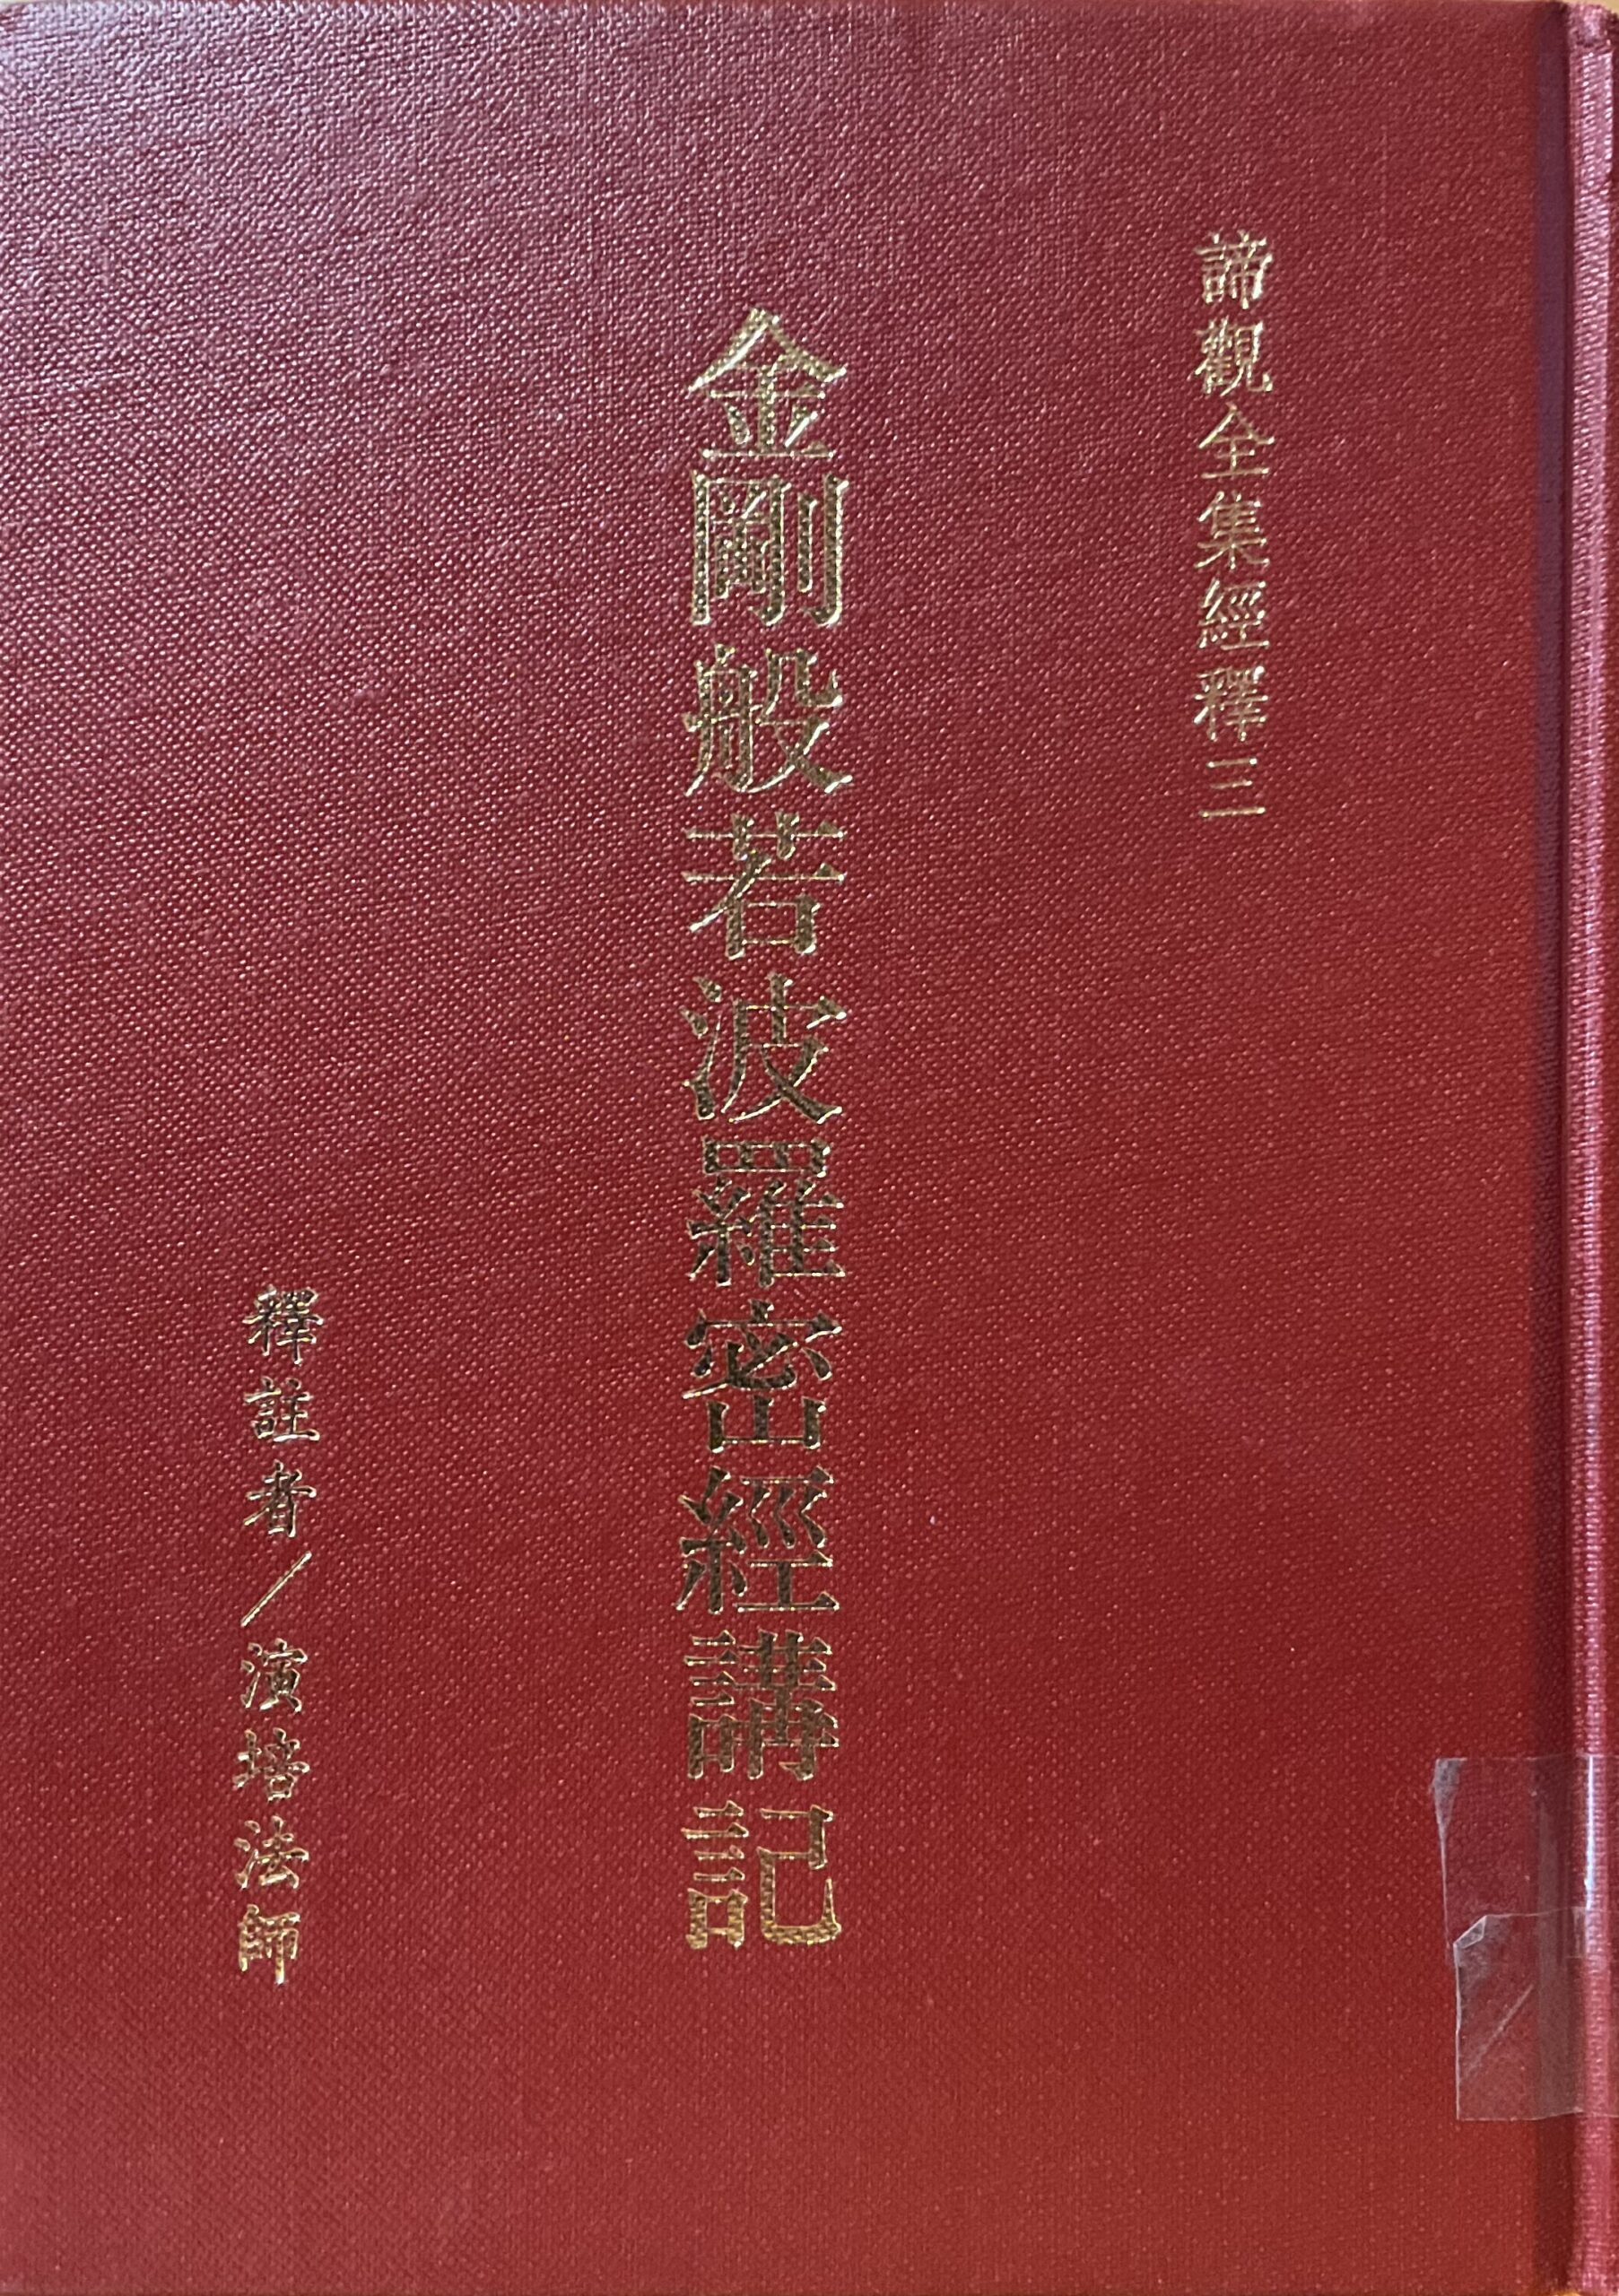 諦觀全集經釋三
金剛般若波羅密經講記
釋註者/演培法師